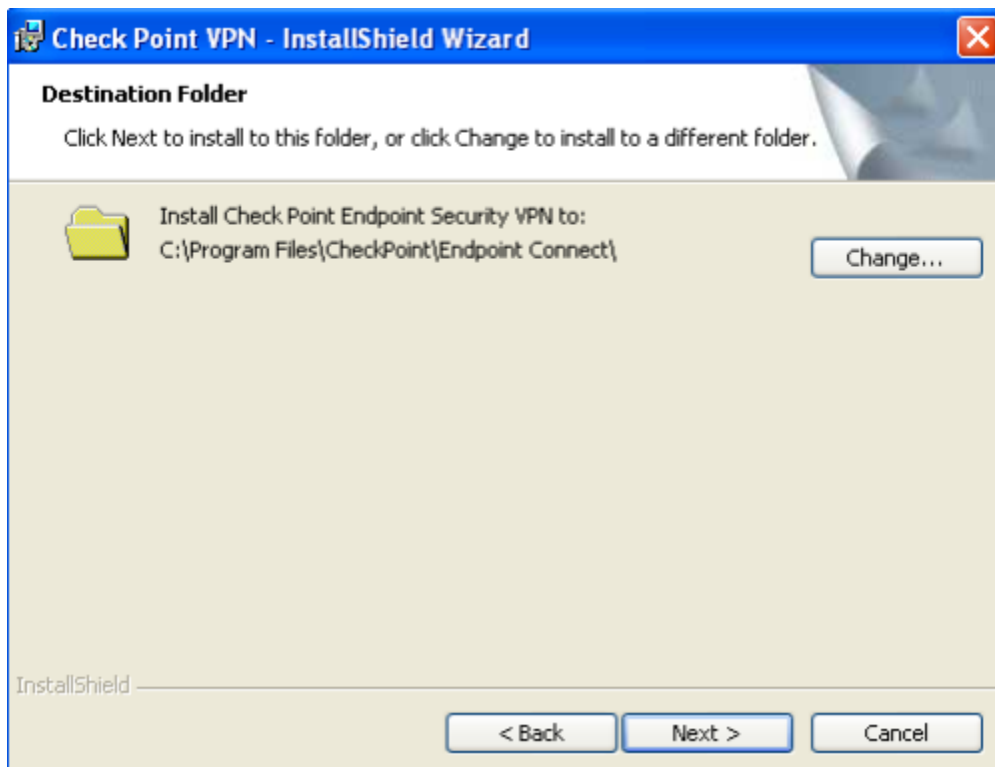 Check Point VPN - InstallShield Wizard
Destination Folder
Click Next to install to this folder, or click Change to install to a different folder.
Install Check Point Endpoint Security VPN to:
C:\Program Files\CheckPoint\Endpoint Connect\
Change...
InstallShield
< Back
Next >
Cancel